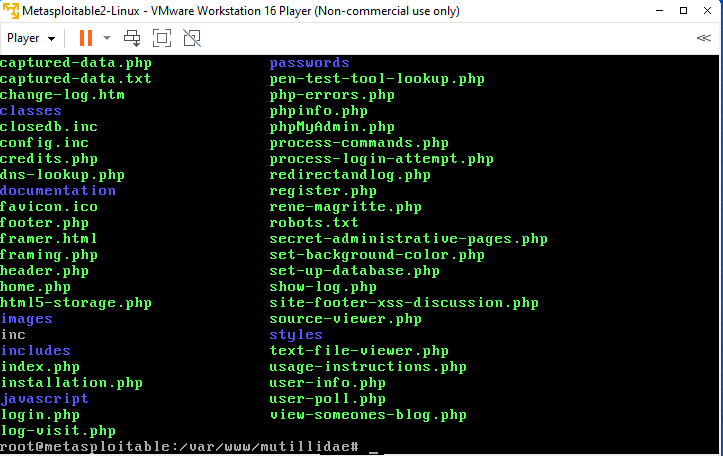 Metasploitable2-Linux - VMware Workstation 16 Player (Non-commercial use only)
Player
captured-data.php passwords
captured-data.txt pen-test-tool-lookup.php
change-log.htm php-errors.php
classes phpinfo.php
closedb.inc phpMyAdmin.php
config.inc process-commands.php
credits.php process-login-attempt.php
dns-lookup.php redirectandlog.php
documentation register.php
favicon.ico rene-magritte.php
footer.php robots.txt
framer.html secret-administrative-pages.php
framing.php set-background-color.php
header.php set-up-database.php
home.php show-log.php
html5-storage.php site-footer-xss-discussion.php
images source-viewer.php
inc styles
includes text-file-viewer.php
index.php usage-instructions.php
installation.php user-info.php
javascript user-poll.php
login.php view-someones-blog.php
log-visit.php
root@metasploitable:/var/www/mutillidae# _